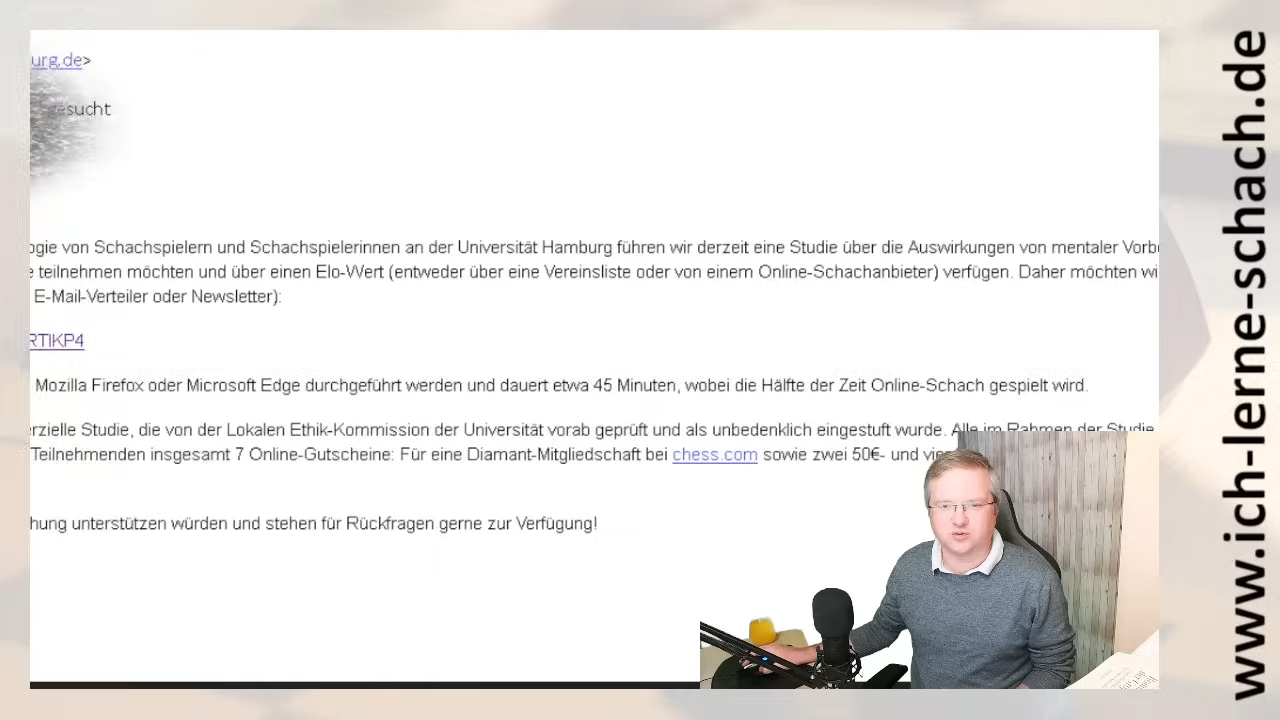 urg.de>
gesucht
ogie von Schachspielern und Schachspielerinnen an der Universität Hamburg führen wir derzeit eine Studie über die Auswirkungen von mentaler Vorbe
e teilnehmen möchten und über einen Elo-Wert (entweder über eine Vereinsliste oder von einem Online-Schachanbieter) verfügen. Daher möchten wi
E-Mail-Verteiler oder Newsletter):
RTIKP4
Mozilla Firefox oder Microsoft Edge durchgeführt werden und dauert etwa 45 Minuten, wobei die Hälfte der Zeit Online-Schach gespielt wird.
erzielle Studie, die von der Lokalen Ethik-Kommission der Universität vorab geprüft und als unbedenklich eingestuft wurde. Alle im Rahmen der Studie
Teilnehmenden insgesamt 7 Online-Gutscheine: Für eine Diamant-Mitgliedschaft bei chess.com sowie zwei 50€- und vier
hung unterstützen würden und stehen für Rückfragen gerne zur Verfügung!
www.ich-lerne-schach.de